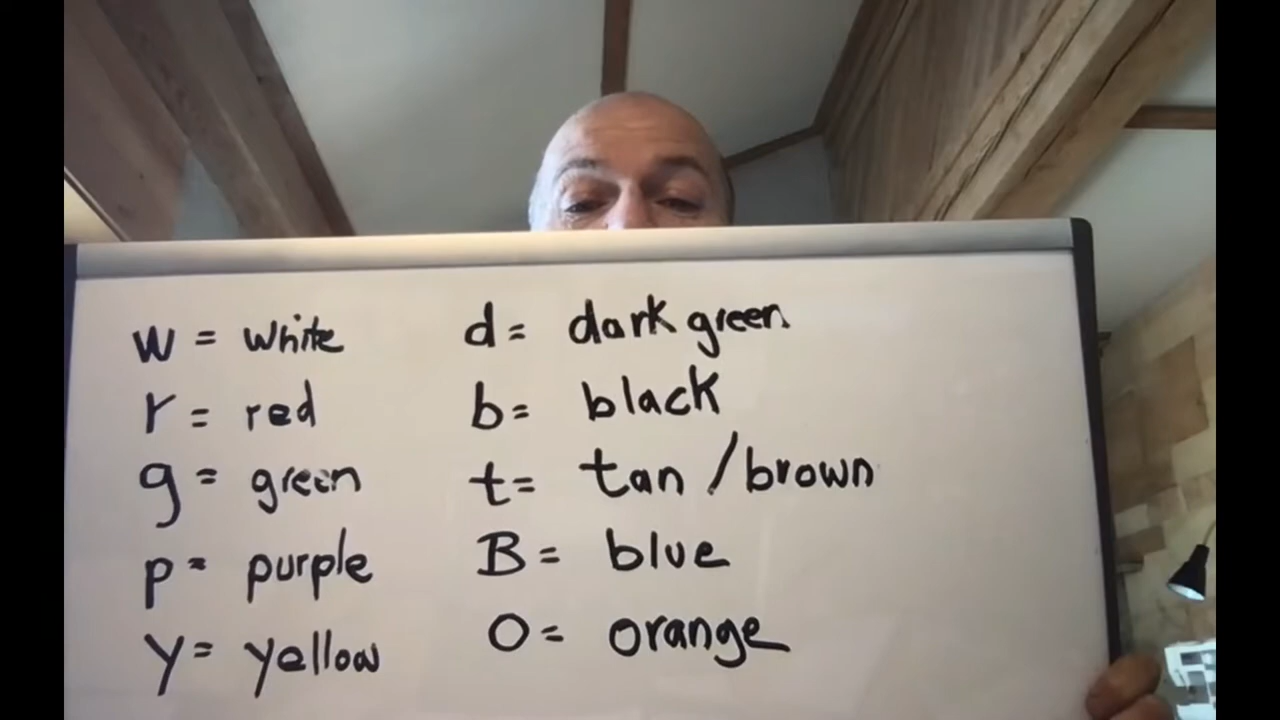 w = white
r = red
g = green
p = purple
y = yellow
d = dark green
b = black
t = tan / brown
B = blue
O = orange